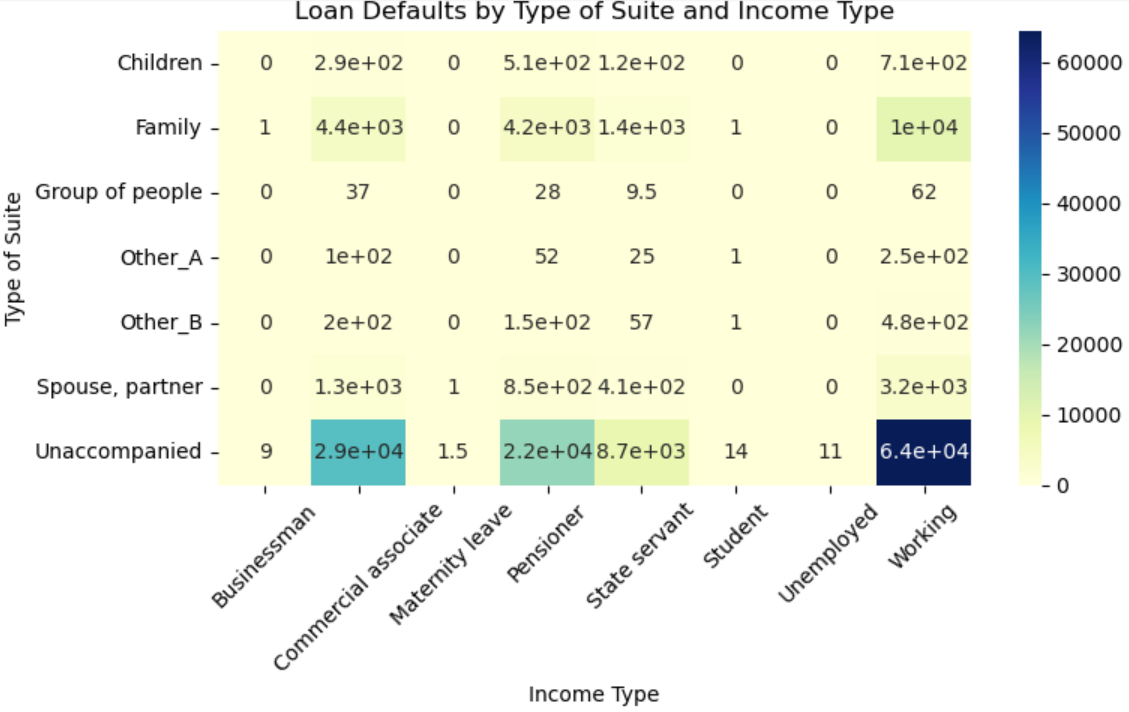 Loan Defaults by Type of Suite and Income Type
Children 0 2.9e+02 0 5.1e+02 1.2e+02 0 0 7.1e+02
Family 1 4.4e+03 0 4.2e+03 1.4e+03 1 0 1e+04
Group of people 0 37 0 28 9.5 0 0 62
Other_A 0 1e+02 0 52 25 1 0 2.5e+02
Other_B 0 2e+02 0 1.5e+02 57 1 0 4.8e+02
Spouse, partner 0 1.3e+03 1 8.5e+02 4.1e+02 0 0 3.2e+03
Unaccompanied 9 2.9e+04 1.5 2.2e+04 8.7e+03 14 11 6.4e+04
Type of Suite
Businessman
Commercial associate
Maternity leave
Pensioner
State servant
Student
Unemployed
Working
Income Type
60000
50000
40000
30000
20000
10000
0